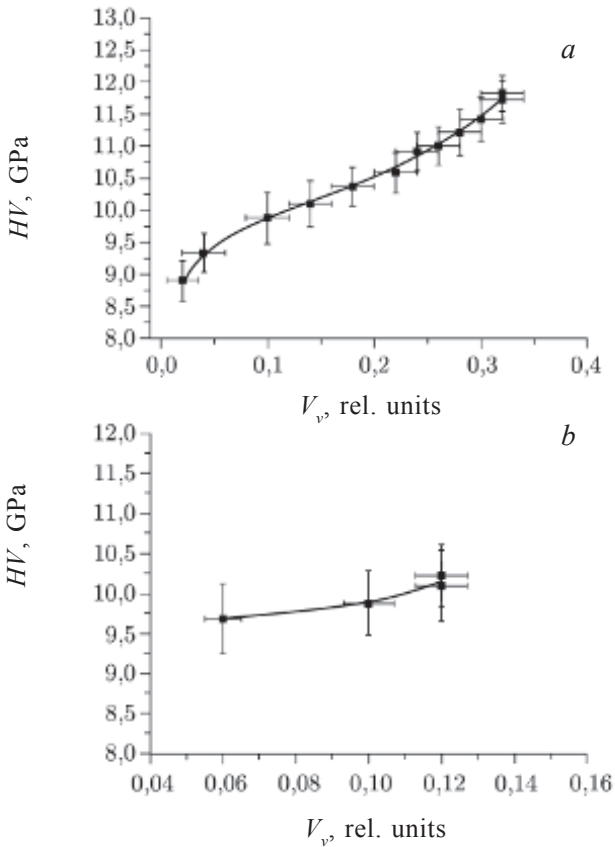 a
HV, GPa
13,0
12,5
12,0
11,5
11,0
10,5
10,0
9,5
9,0
8,5
8,0
0,0 0,1 0,2 0,3 0,4
Vv, rel. units
b
HV, GPa
12,0
11,5
11,0
10,5
10,0
9,5
9,0
8,5
8,0
0,04 0,06 0,08 0,10 0,12 0,14 0,16
Vv, rel. units